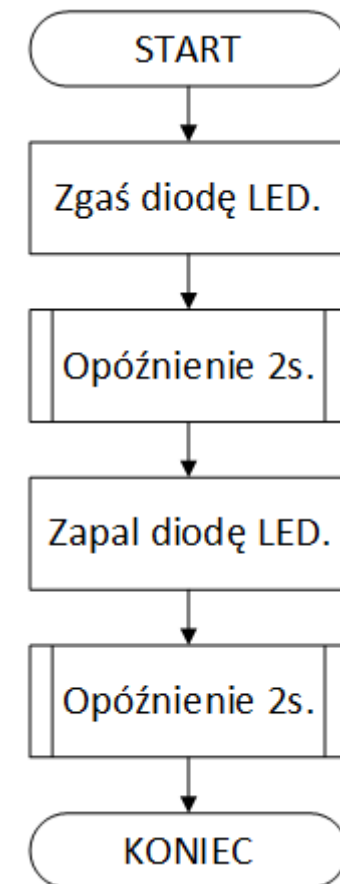 START
Zgaś diodę LED.
Opóźnienie 2s.
Zapal diodę LED.
Opóźnienie 2s.
KONIEC